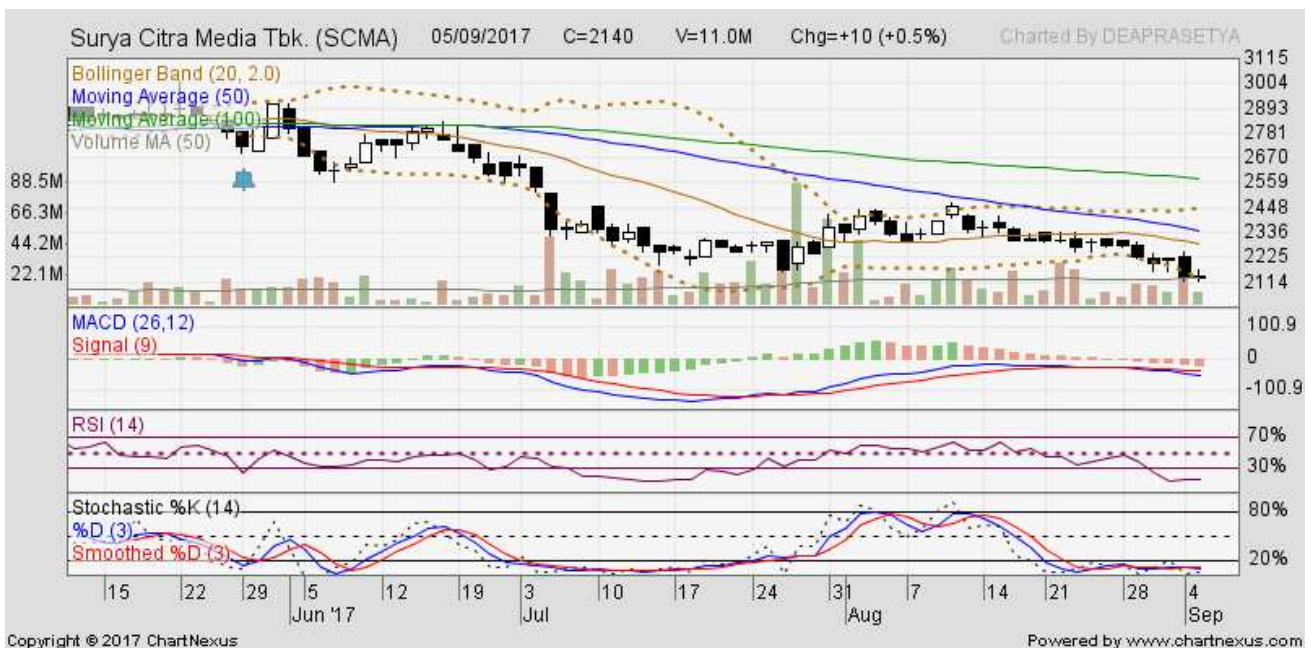 Surya Citra Media Tbk. (SCMA) 05/09/2017 C=2140 V=11.0M Chg=+10 (+0.5%) Charted By DEAPRASETYA
Bollinger Band (20, 2.0)
Moving Average (50)
Moving Average (100)
Volume MA (50)
88.5M
66.3M
44.2M
22.1M
3115
3004
2893
2781
2670
2559
2448
2336
2225
2114
MACD (26,12)
Signal (9)
100.9
0
-100.9
RSI (14)
70%
30%
Stochastic %K (14)
%D (3)
Smoothed %D (3)
80%
20%
15 22 29 5 12 19 3 10 17 24 31 7 14 21 28 4
Jun '17 Jul Aug Sep
Copyright © 2017 ChartNexus Powered by www.chartnexus.com